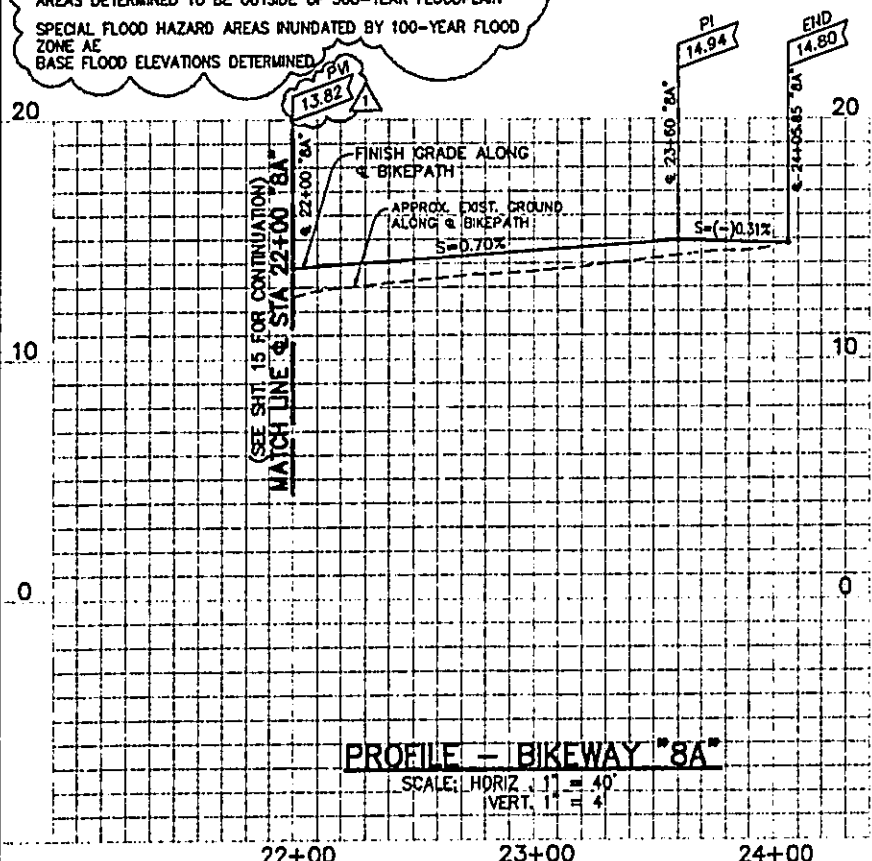 AREAS DETERMINED TO BE OUTSIDE OF 500-YEAR FLOODPLAIN
SPECIAL FLOOD HAZARD AREAS INUNDATED BY 100-YEAR FLOOD
ZONE AE
BASE FLOOD ELEVATIONS DETERMINED
PVI
13.82
1
PI
14.94
END
14.80
20
20
℄ 22+00 "8A"
℄ 23+60 "8A"
℄ 24+05.85 "8A"
FINISH GRADE ALONG
℄ BIKEPATH
APPROX. EXIST. GROUND
ALONG ℄ BIKEPATH
S=0.70%
S=(-)0.31%
(SEE SHT. 15 FOR CONTINUATION)
MATCH LINE ℄ STA 22+00 "8A"
10
10
0
0
PROFILE - BIKEWAY "8A"
SCALE: HORIZ. 1" = 40'
VERT. 1" = 4'
22+00
23+00
24+00